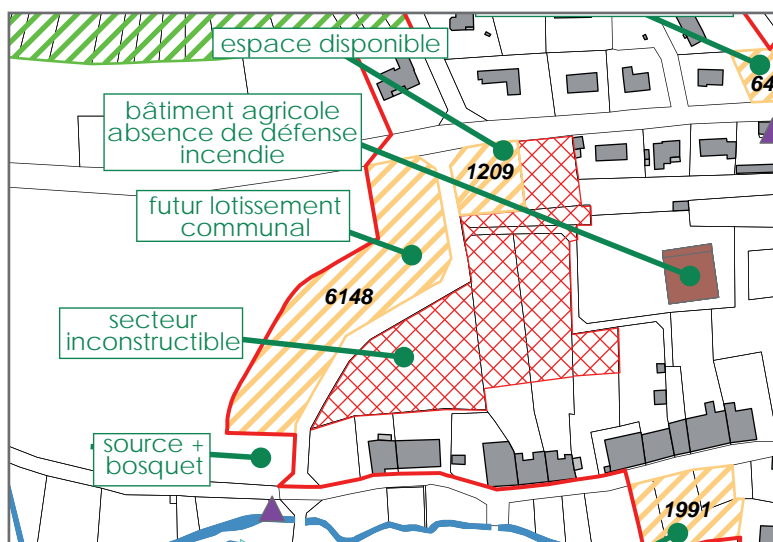 espace disponible
64
bâtiment agricole
absence de défense
incendie
1209
futur lotissement
communal
6148
secteur
inconstructible
source +
bosquet
1991